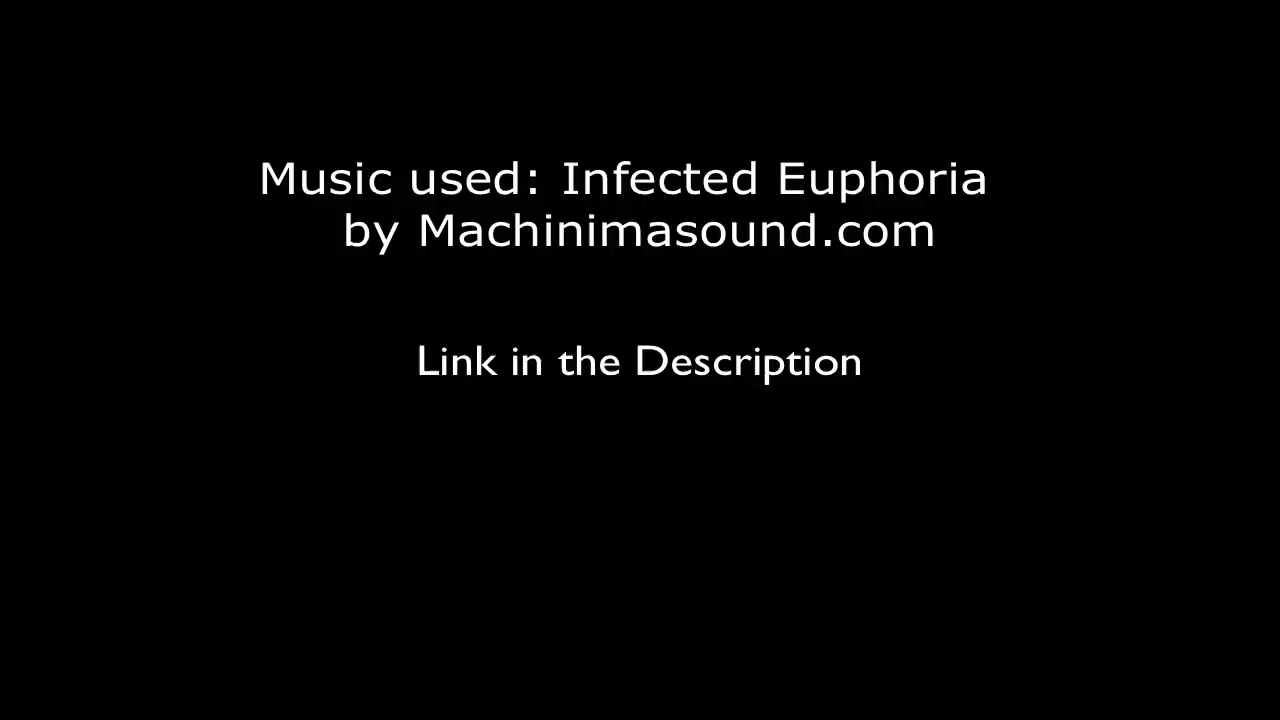 Music used: Infected Euphoria
by Machinimasound.com
Link in the Description